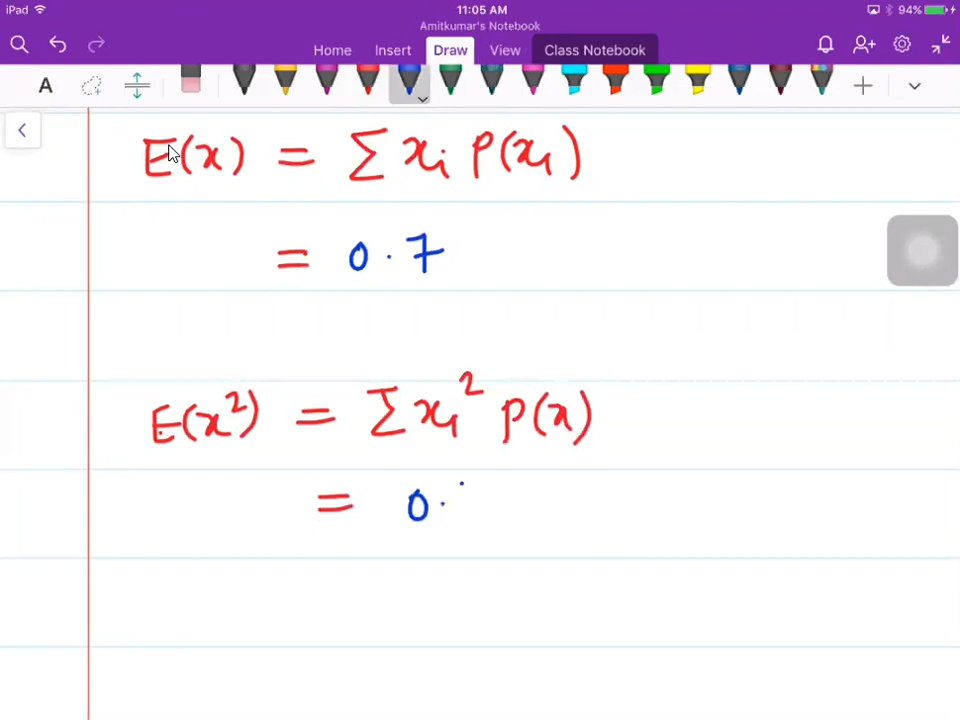 iPad 11:05 AM 94%
Amitkumar's Notebook
Home Insert Draw View Class Notebook
A
E(x) = Σ xi P(xi)
= 0.7
E(x²) = Σ xi² P(x)
= 0.